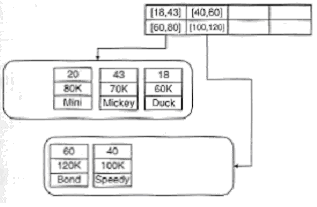 [18,43] [40,60]
[60,80] [100,120]
20 43 18
80K 70K 60K
Mini Mickey Duck
60 40
120K 100K
Bond Speedy